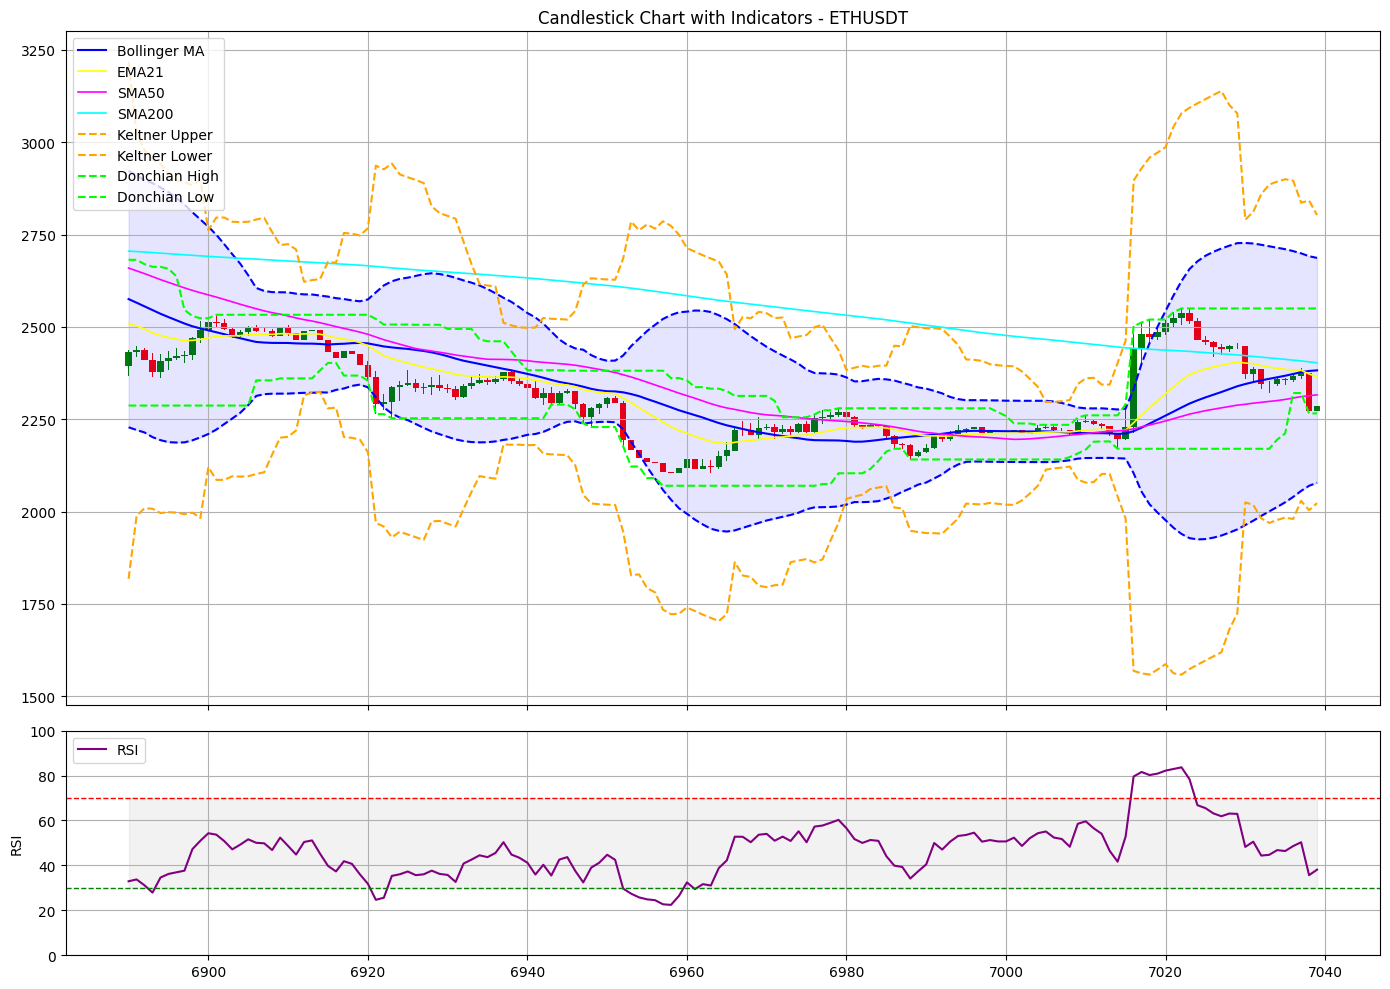 Candlestick Chart with Indicators - ETHUSDT
3250
3000
2750
2500
2250
2000
1750
1500
Bollinger MA
EMA21
SMA50
SMA200
Keltner Upper
Keltner Lower
Donchian High
Donchian Low
100
80
60
40
20
0
RSI
RSI
6900
6920
6940
6960
6980
7000
7020
7040